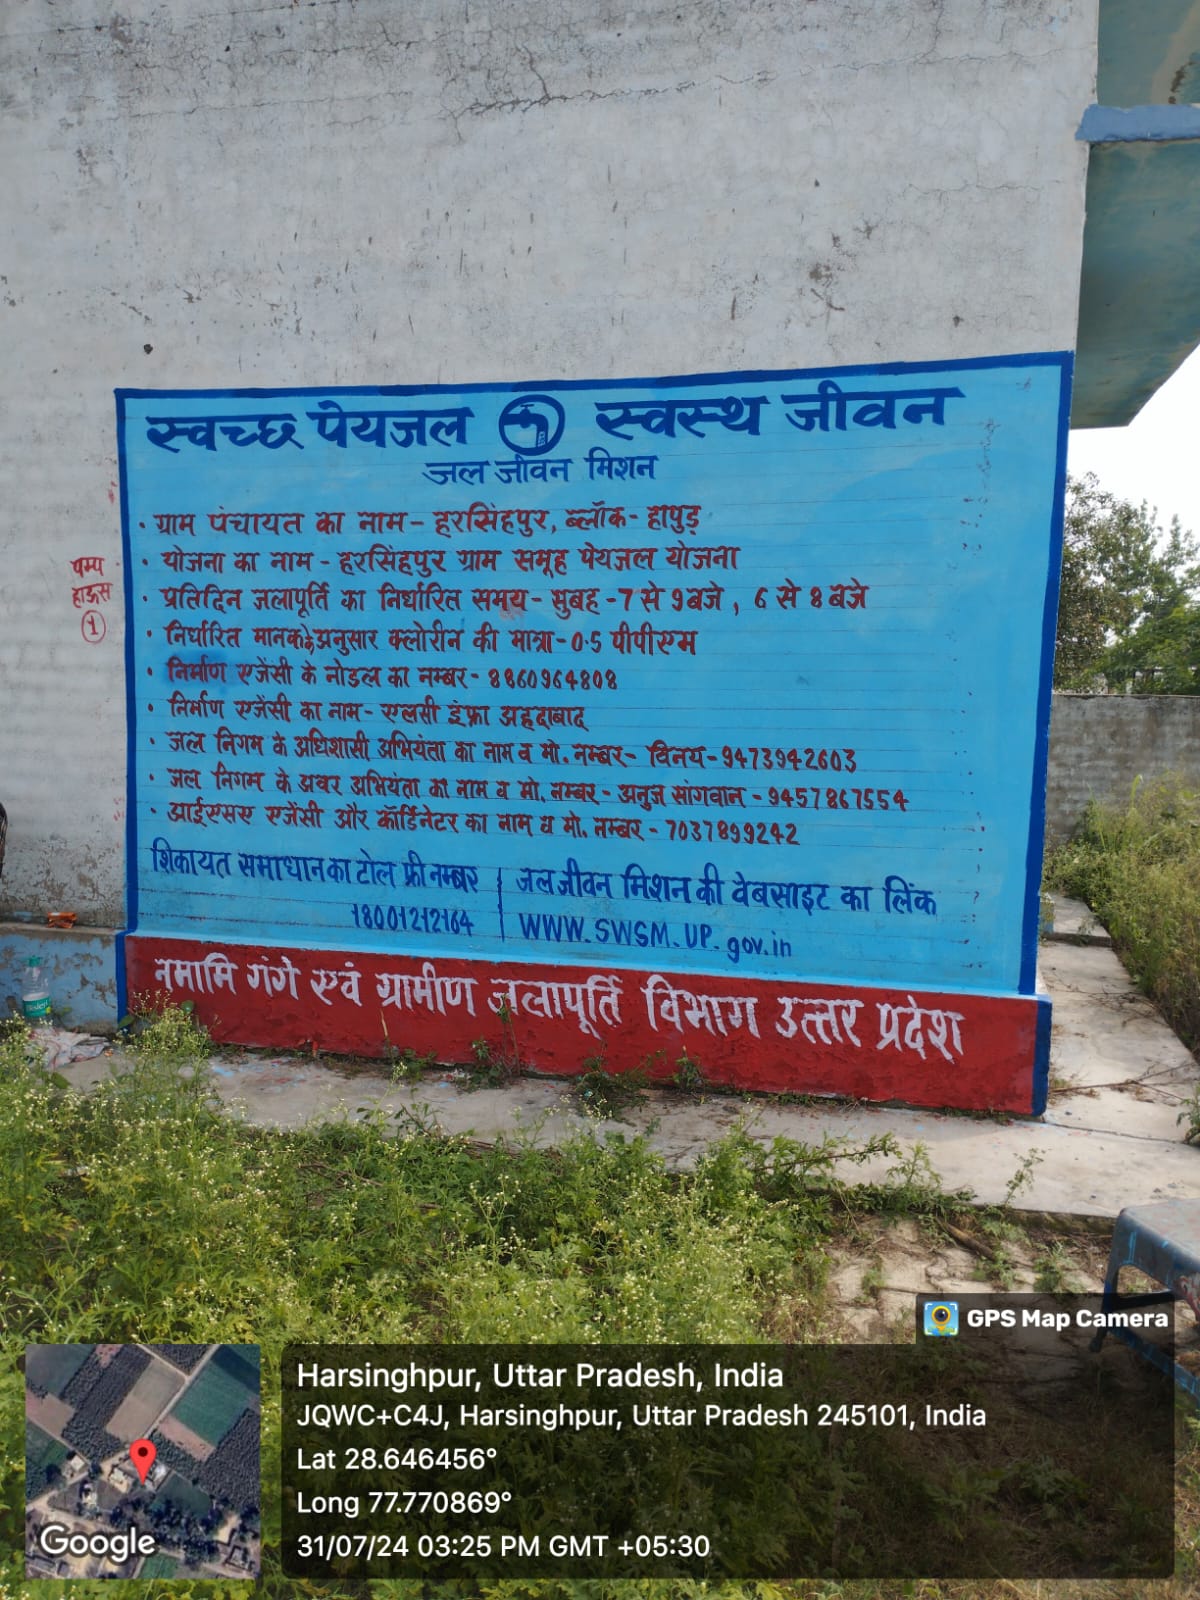 स्वच्छ पेयजल स्वस्थ जीवन
जल जीवन मिशन
· ग्राम पंचायत का नाम - हरसिंहपुर, ब्लॉक - हापुड़
· योजना का नाम - हरसिंहपुर ग्राम समूह पेयजल योजना
· प्रतिदिन जलापूर्ति का निर्धारित समय - सुबह - 7 से 9 बजे , 6 से 8 बजे
· निर्धारित मानक के अनुसार क्लोरीन की मात्रा - 0.5 पीपीएम
· निर्माण एजेंसी के नोडल का नम्बर - 8860964808
· निर्माण एजेंसी का नाम - एलसी इंफ्रा अहदाबाद
· जल निगम के अधिशासी अभियंता का नाम व मो. नम्बर - विनय - 9473942603
· जल निगम के अवर अभियंता का नाम व मो. नम्बर - अनुज सांगवान - 9457867554
· आईएसए एजेंसी और कॉर्डिनेटर का नाम व मो. नम्बर - 7037899242
पम्प
हाऊस
1
शिकायत समाधान का टोल फ्री नम्बर
18001212164
जल जीवन मिशन की वेबसाइट का लिंक
WWW.SWSM.UP.gov.in
नमामि गंगे एवं ग्रामीण जलापूर्ति विभाग उत्तर प्रदेश
GPS Map Camera
Harsinghpur, Uttar Pradesh, India
JQWC+C4J, Harsinghpur, Uttar Pradesh 245101, India
Lat 28.646456°
Long 77.770869°
31/07/24 03:25 PM GMT +05:30
Google